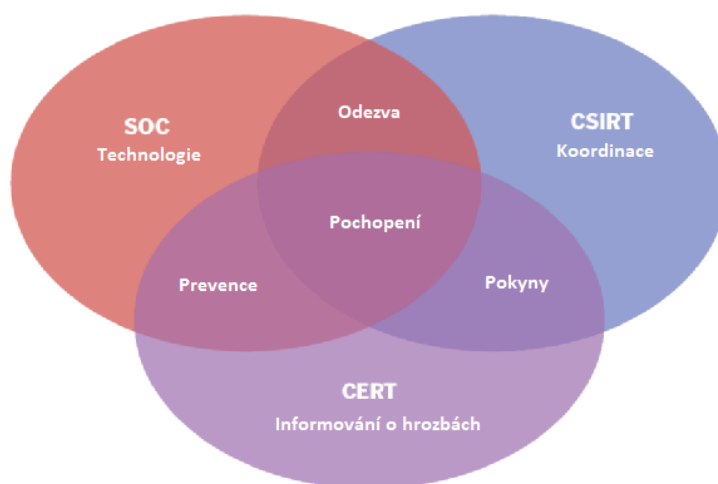 Odezva
SOC
Technologie
CSIRT
Koordinace
Pochopení
Prevence
Pokyny
CERT
Informování o hrozbách